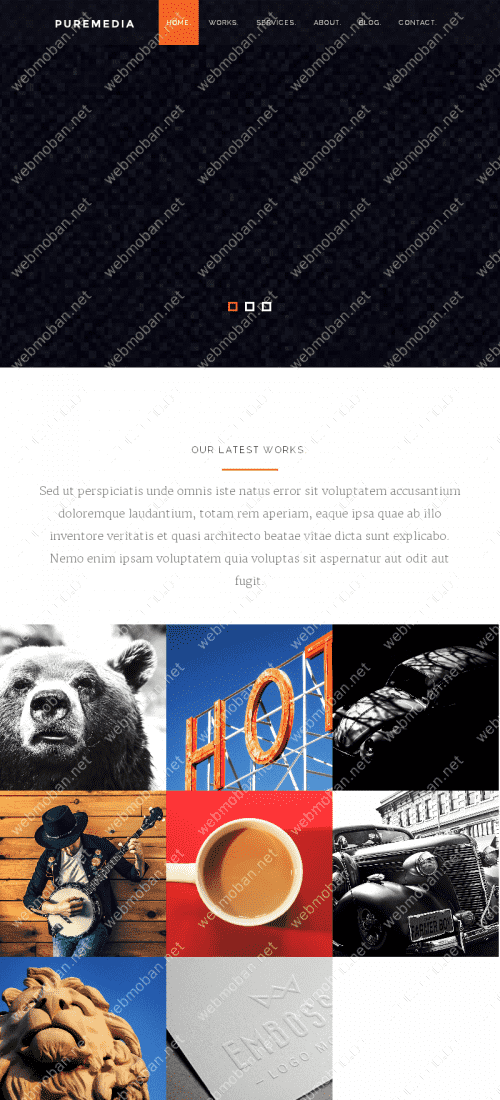 PUREMEDIA
HOME. WORKS. SERVICES. ABOUT. BLOG. CONTACT.
webmoban.net
OUR LATEST WORKS
Sed ut perspiciatis unde omnis iste natus error sit voluptatem accusantium
doloremque laudantium, totam rem aperiam, eaque ipsa quae ab illo
inventore veritatis et quasi architecto beatae vitae dicta sunt explicabo.
Nemo enim ipsam voluptatem quia voluptas sit aspernatur aut odit aut
fugit.
HOT
EMBOSS
LOGO